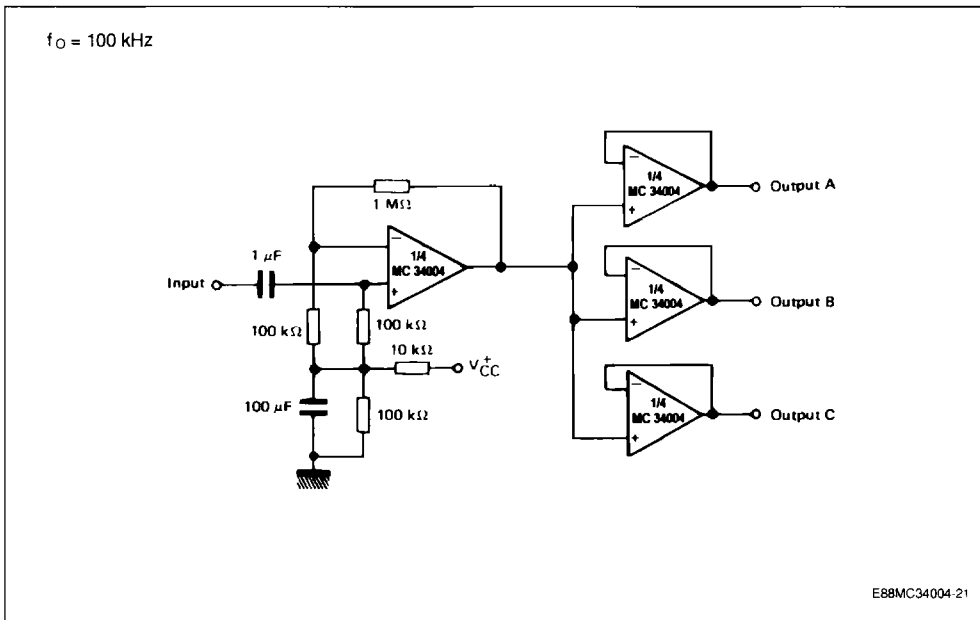 fO = 100 kHz
1 MΩ
−
1/4
MC 34004
+
1 µF
Input
100 kΩ
100 kΩ
10 kΩ
V+CC
100 µF
100 kΩ
−
1/4
MC 34004
+
Output A
−
1/4
MC 34004
+
Output B
−
1/4
MC 34004
+
Output C
E88MC34004-21